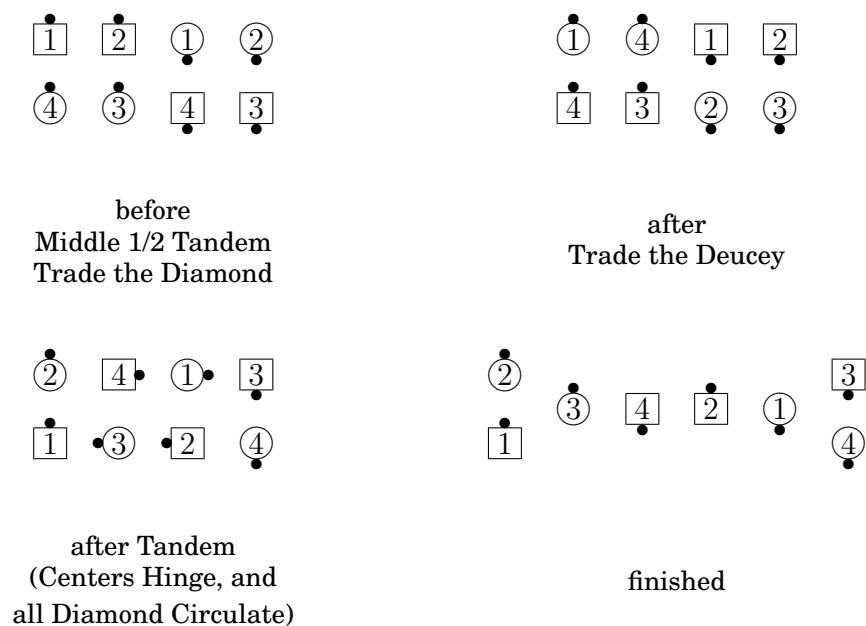 1 2 1 2
4 3 4 3
before
Middle 1/2 Tandem
Trade the Diamond
1 4 1 2
4 3 2 3
after
Trade the Deucey
2 4 1 3
1 3 2 4
after Tandem
(Centers Hinge, and
all Diamond Circulate)
2 3
3 4 2 1
1 4
finished